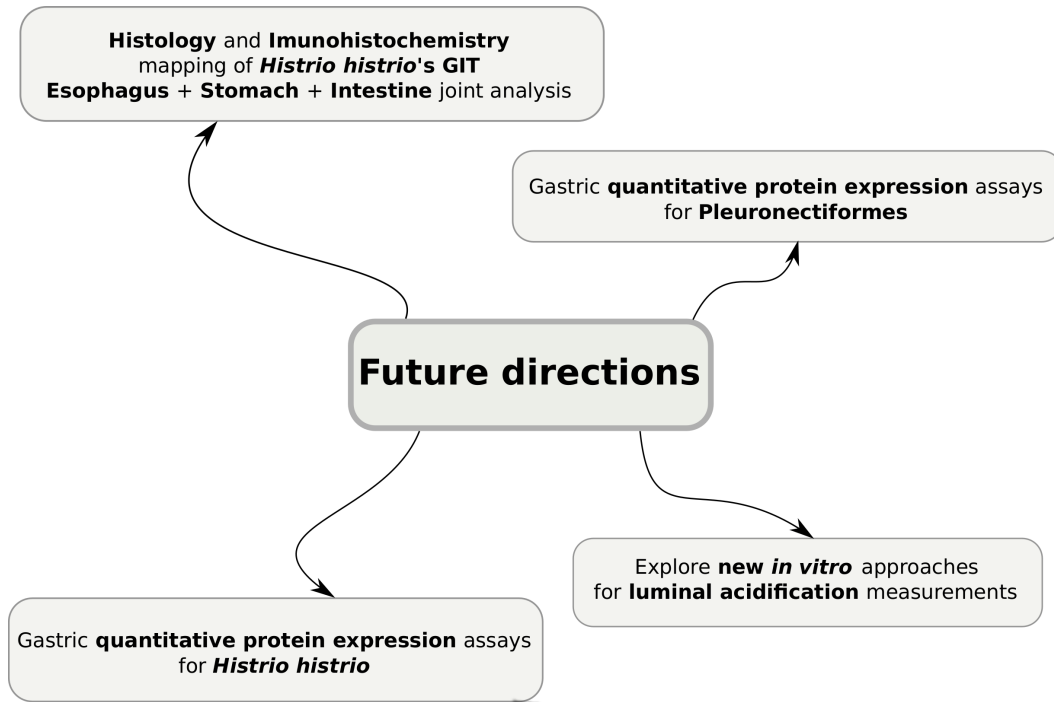 Histology and Imunohistochemistry
mapping of Histrio histrio's GIT
Esophagus + Stomach + Intestine joint analysis
Gastric quantitative protein expression assays
for Pleuronectiformes
Future directions
Explore new in vitro approaches
for luminal acidification measurements
Gastric quantitative protein expression assays
for Histrio histrio